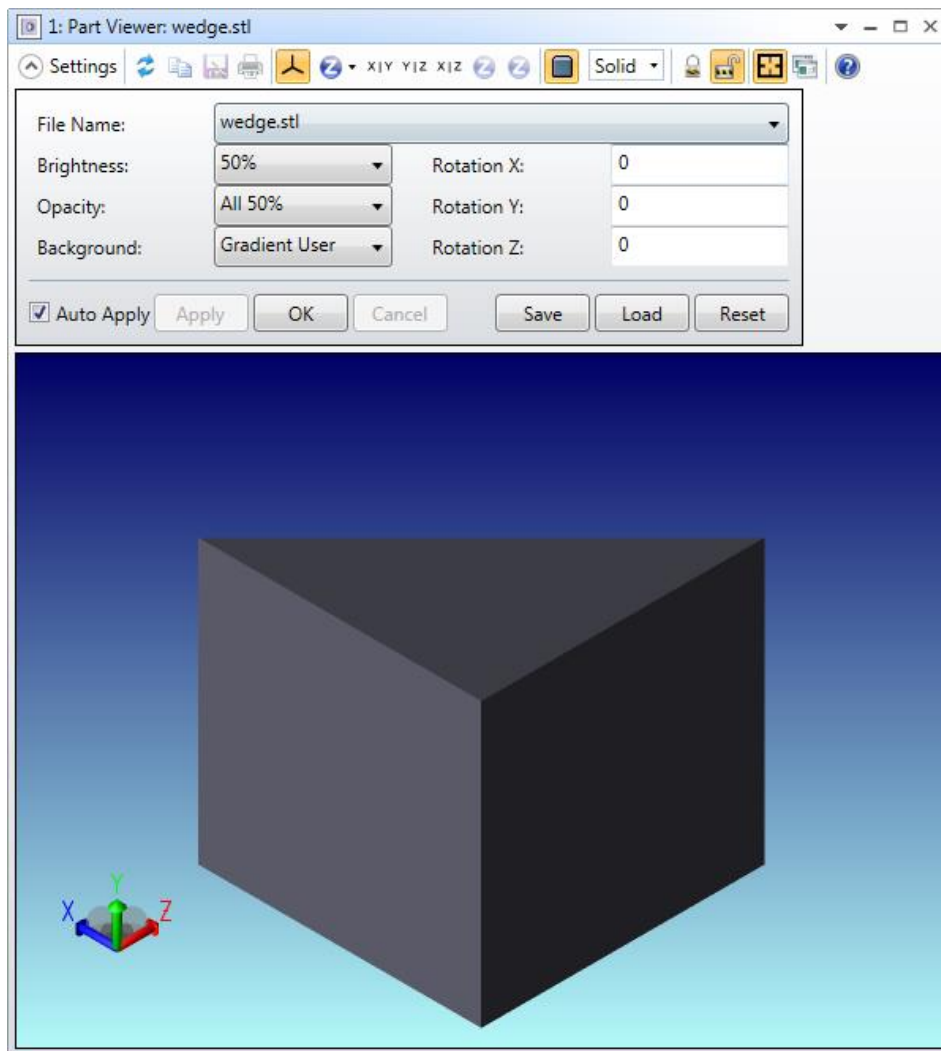 1: Part Viewer: wedge.stl
Settings X|Y Y|Z X|Z Solid
File Name: wedge.stl
Brightness: 50% Rotation X: 0
Opacity: All 50% Rotation Y: 0
Background: Gradient User Rotation Z: 0
Auto Apply Apply OK Cancel Save Load Reset
Y
X Z